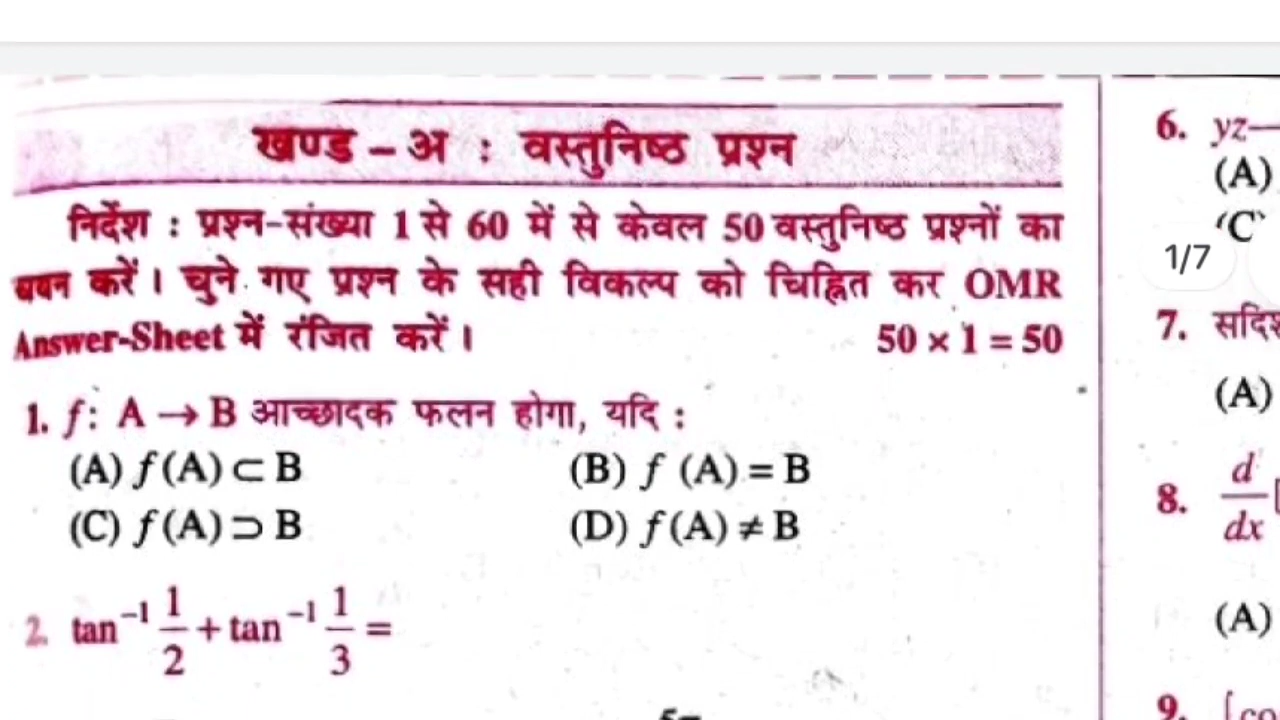 खण्ड – अ : वस्तुनिष्ठ प्रश्न
निर्देश : प्रश्न-संख्या 1 से 60 में से केवल 50 वस्तुनिष्ठ प्रश्नों का
चयन करें। चुने गए प्रश्न के सही विकल्प को चिह्नित कर OMR
Answer-Sheet में रंजित करें। 50 × 1 = 50
1. f: A → B आच्छादक फलन होगा, यदि :
(A) f(A) ⊂ B (B) f (A) = B
(C) f(A) ⊃ B (D) f(A) ≠ B
2. tan⁻¹ 1/2 + tan⁻¹ 1/3 =
6. yz–
(A)
(C
1/7
7.
(A)
8. d/dx [
(A)
9.